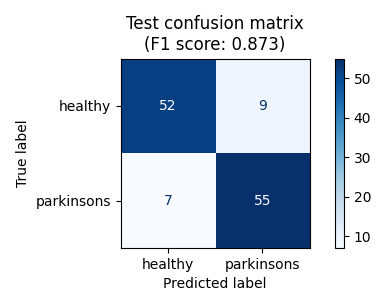 Test confusion matrix
(F1 score: 0.873)
True label
healthy
52
9
parkinsons
7
55
healthy
parkinsons
Predicted label
50
40
30
20
10